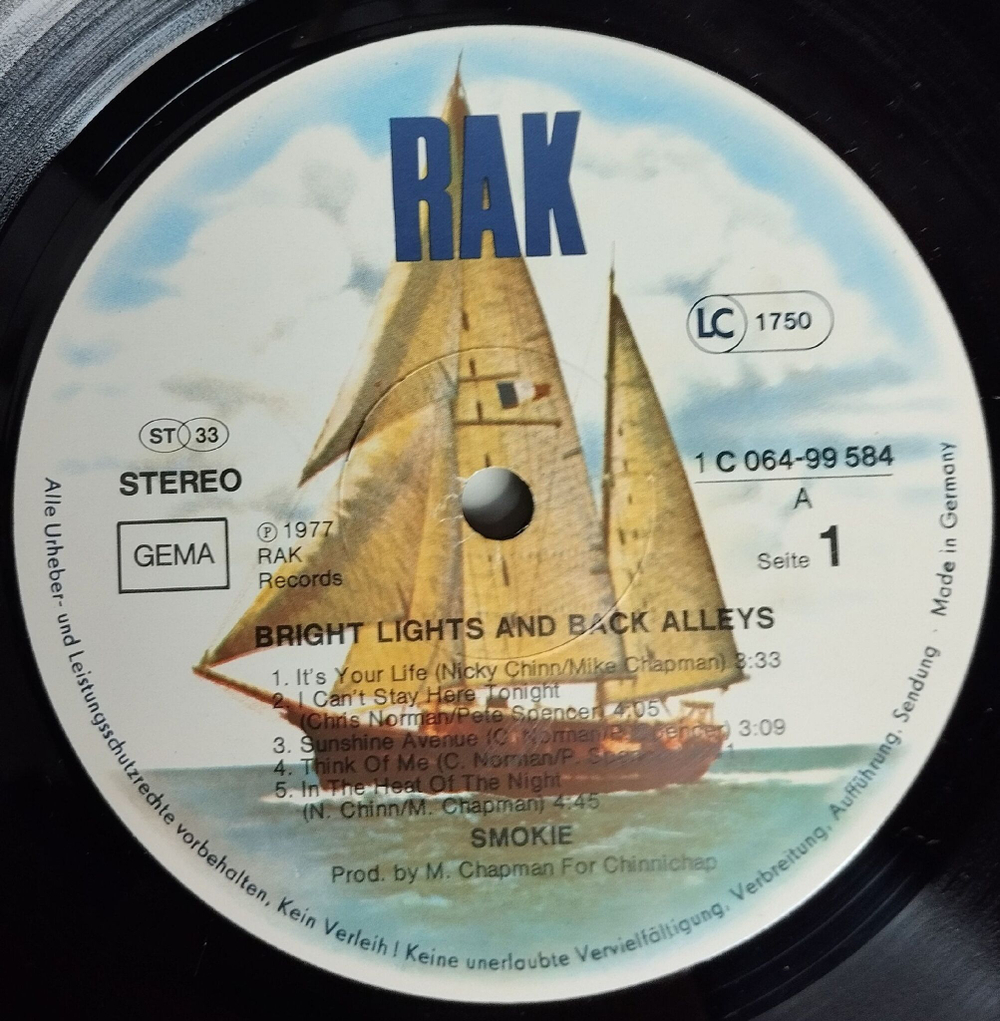 RAK
LC 1750
ST 33
STEREO
GEMA
℗ 1977
RAK
Records
1 C 064-99 584
A
Seite 1
BRIGHT LIGHTS AND BACK ALLEYS
1. It's Your Life (Nicky Chinn/Mike Chapman) 3:33
2. I Can't Stay Here Tonight
(Chris Norman/Pete Spencer) 4:05
3. Sunshine Avenue (C. Norman/P. Spencer) 3:09
4. Think Of Me (C. Norman/P.
5. In The Heat Of The Night
(N. Chinn/M. Chapman) 4:45
SMOKIE
Prod. by M. Chapman For Chinnichap
Alle Urheber- und Leistungsschutzrechte vorbehalten, Kein Verleih! Keine unerlaubte Vervielfältigung, Verbreitung, Aufführung, Sendung · Made in Germany